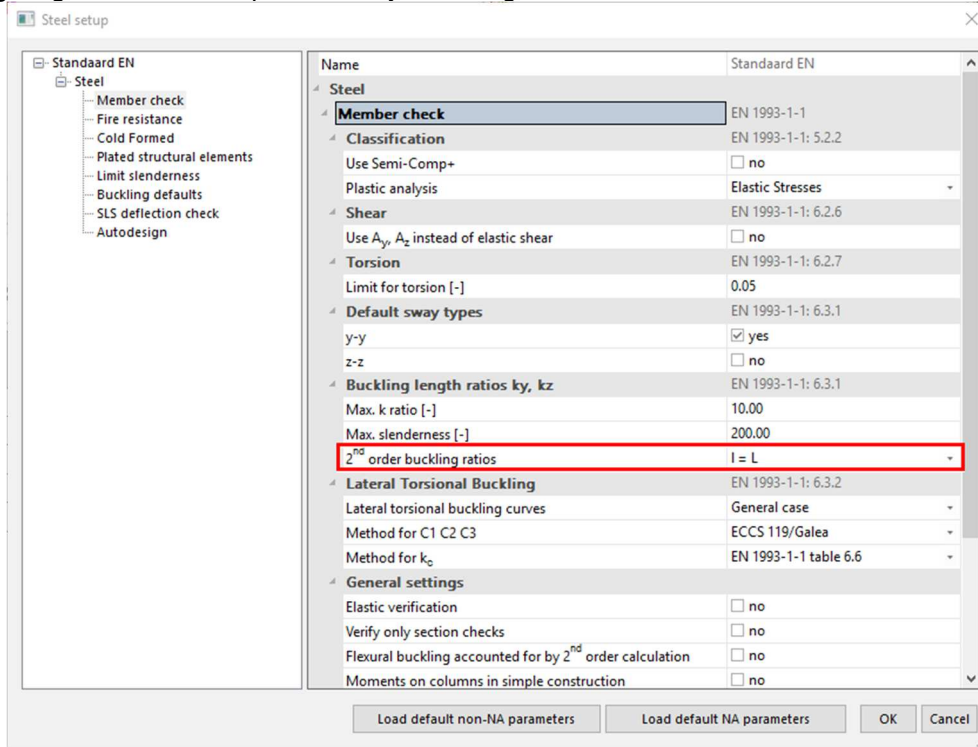 Steel setup
Standaard EN
Steel
Member check
Fire resistance
Cold Formed
Plated structural elements
Limit slenderness
Buckling defaults
SLS deflection check
Autodesign
Name Standaard EN
Steel
Member check EN 1993-1-1
Classification EN 1993-1-1: 5.2.2
Use Semi-Comp+ no
Plastic analysis Elastic Stresses
Shear EN 1993-1-1: 6.2.6
Use Ay, Az instead of elastic shear no
Torsion EN 1993-1-1: 6.2.7
Limit for torsion [-] 0.05
Default sway types EN 1993-1-1: 6.3.1
y-y yes
z-z no
Buckling length ratios ky, kz EN 1993-1-1: 6.3.1
Max. k ratio [-] 10.00
Max. slenderness [-] 200.00
2nd order buckling ratios l = L
Lateral Torsional Buckling EN 1993-1-1: 6.3.2
Lateral torsional buckling curves General case
Method for C1 C2 C3 ECCS 119/Galea
Method for kc EN 1993-1-1 table 6.6
General settings
Elastic verification no
Verify only section checks no
Flexural buckling accounted for by 2nd order calculation no
Moments on columns in simple construction no
Load default non-NA parameters Load default NA parameters OK Cancel